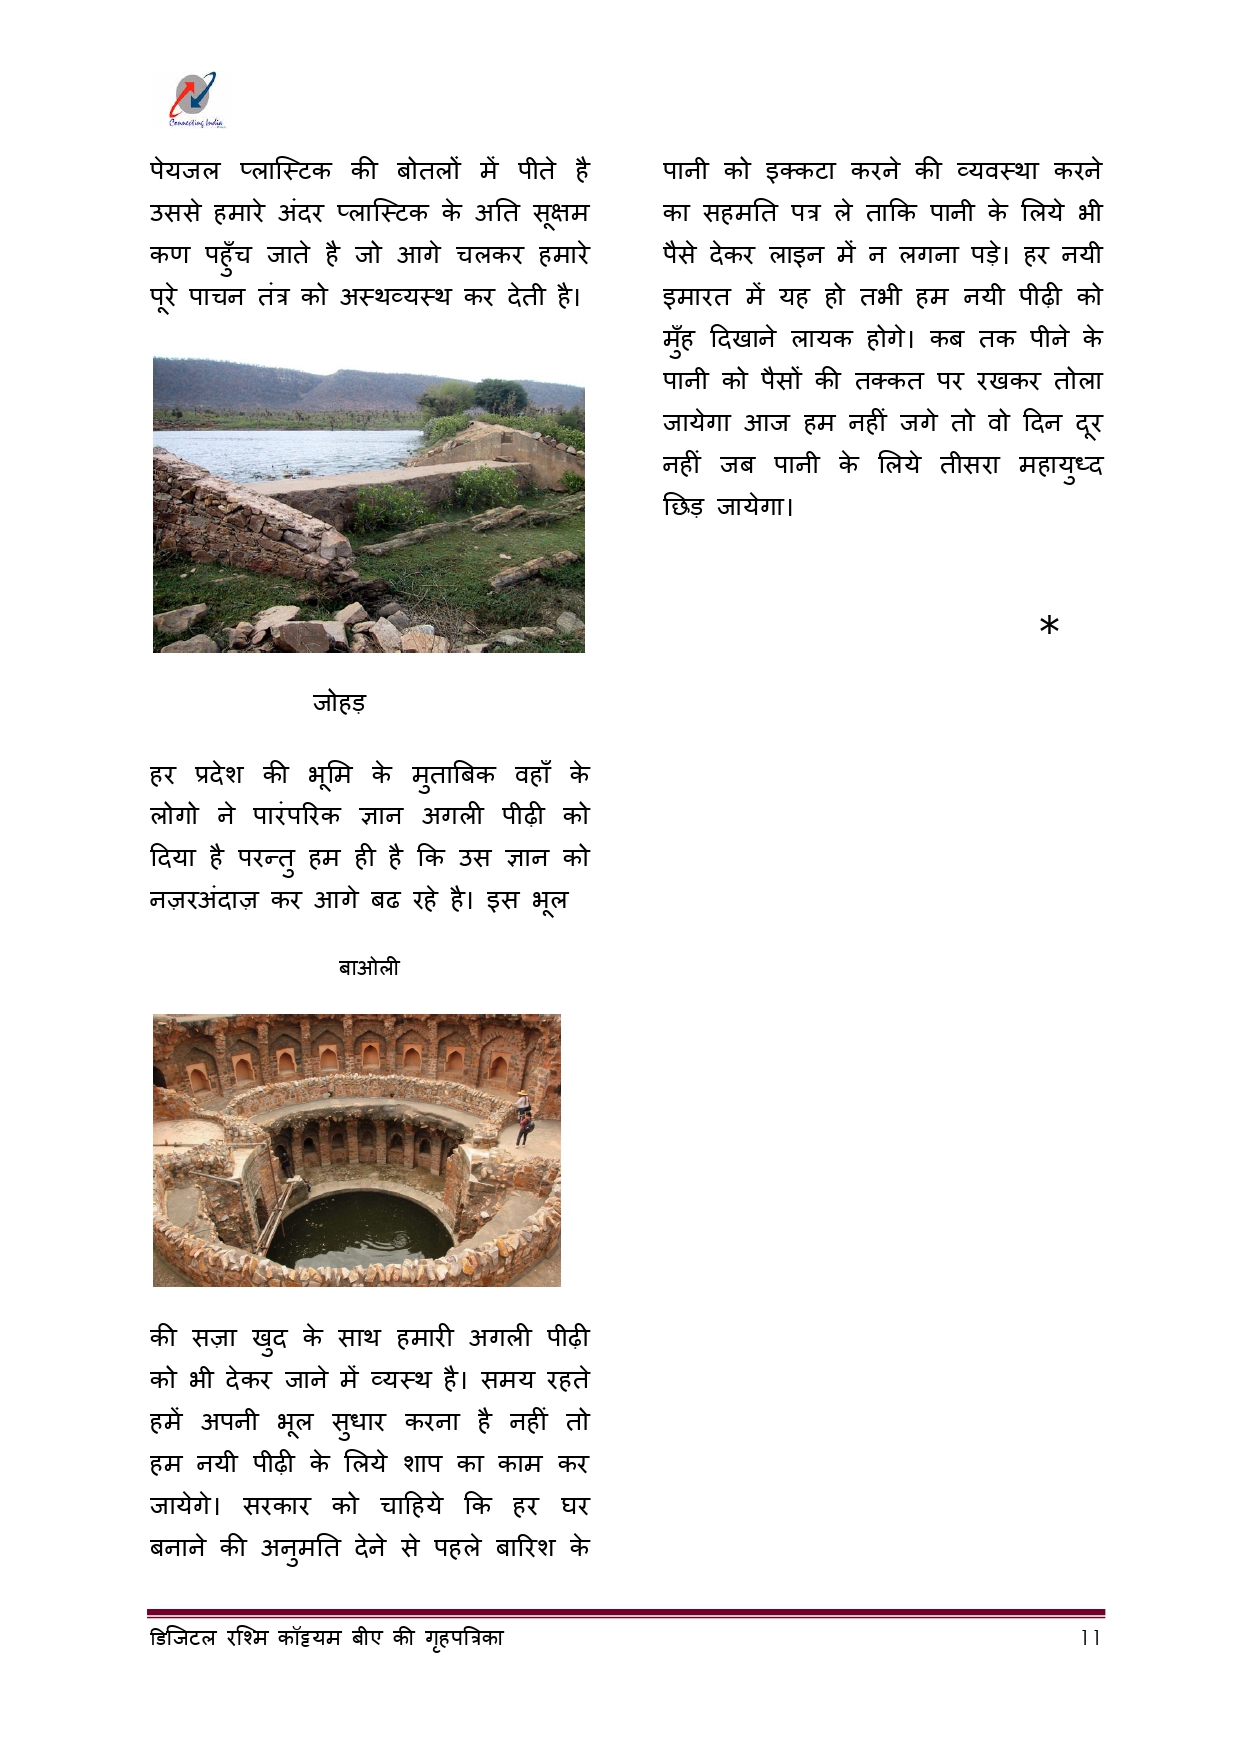 Connecting India
पेयजल प्लास्टिक की बोतलों में पीते है
उससे हमारे अंदर प्लास्टिक के अति सूक्षम
कण पहुँच जाते है जो आगे चलकर हमारे
पूरे पाचन तंत्र को अस्थव्यस्थ कर देती है।
जोहड़
हर प्रदेश की भूमि के मुताबिक वहाँ के
लोगो ने पारंपरिक ज्ञान अगली पीढ़ी को
दिया है परन्तु हम ही है कि उस ज्ञान को
नज़रअंदाज़ कर आगे बढ रहे है। इस भूल
बाओली
की सज़ा खुद के साथ हमारी अगली पीढ़ी
को भी देकर जाने में व्यस्थ है। समय रहते
हमें अपनी भूल सुधार करना है नहीं तो
हम नयी पीढ़ी के लिये शाप का काम कर
जायेगे। सरकार को चाहिये कि हर घर
बनाने की अनुमति देने से पहले बारिश के
पानी को इक्कटा करने की व्यवस्था करने
का सहमति पत्र ले ताकि पानी के लिये भी
पैसे देकर लाइन में न लगना पड़े। हर नयी
इमारत में यह हो तभी हम नयी पीढ़ी को
मुँह दिखाने लायक होगे। कब तक पीने के
पानी को पैसों की तक्कत पर रखकर तोला
जायेगा आज हम नहीं जगे तो वो दिन दूर
नहीं जब पानी के लिये तीसरा महायुध्द
छिड़ जायेगा।
*
डिजिटल रश्मि कॉट्टयम बीए की गृहपत्रिका 11